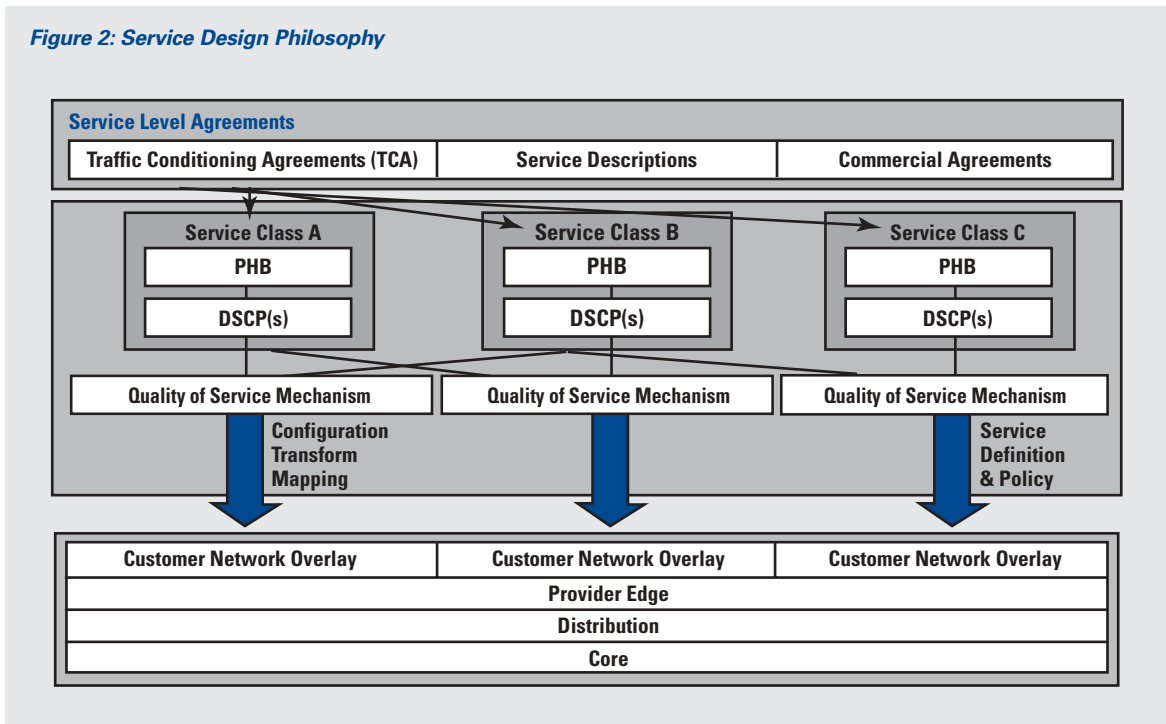 Figure 2: Service Design Philosophy
Service Level Agreements
Traffic Conditioning Agreements (TCA)
Service Descriptions
Commercial Agreements
Service Class A
Service Class B
Service Class C
PHB
PHB
PHB
DSCP(s)
DSCP(s)
DSCP(s)
Quality of Service Mechanism
Quality of Service Mechanism
Quality of Service Mechanism
Configuration
Transform
Mapping
Service
Definition
& Policy
Customer Network Overlay
Customer Network Overlay
Customer Network Overlay
Provider Edge
Distribution
Core